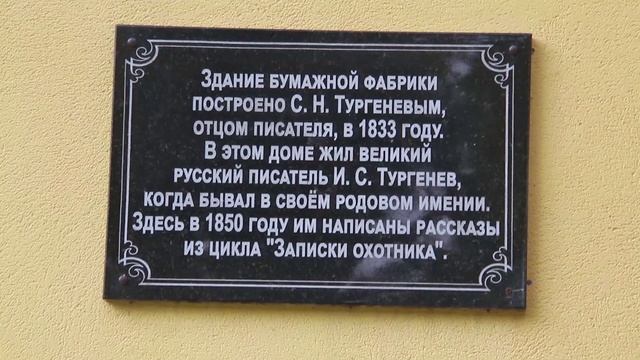 Здание бумажной фабрики
построено С. Н. Тургеневым,
отцом писателя, в 1833 году.
В этом доме жил великий
русский писатель И. С. Тургенев,
когда бывал в своём родовом имении.
Здесь в 1850 году им написаны рассказы
из цикла "Записки охотника".